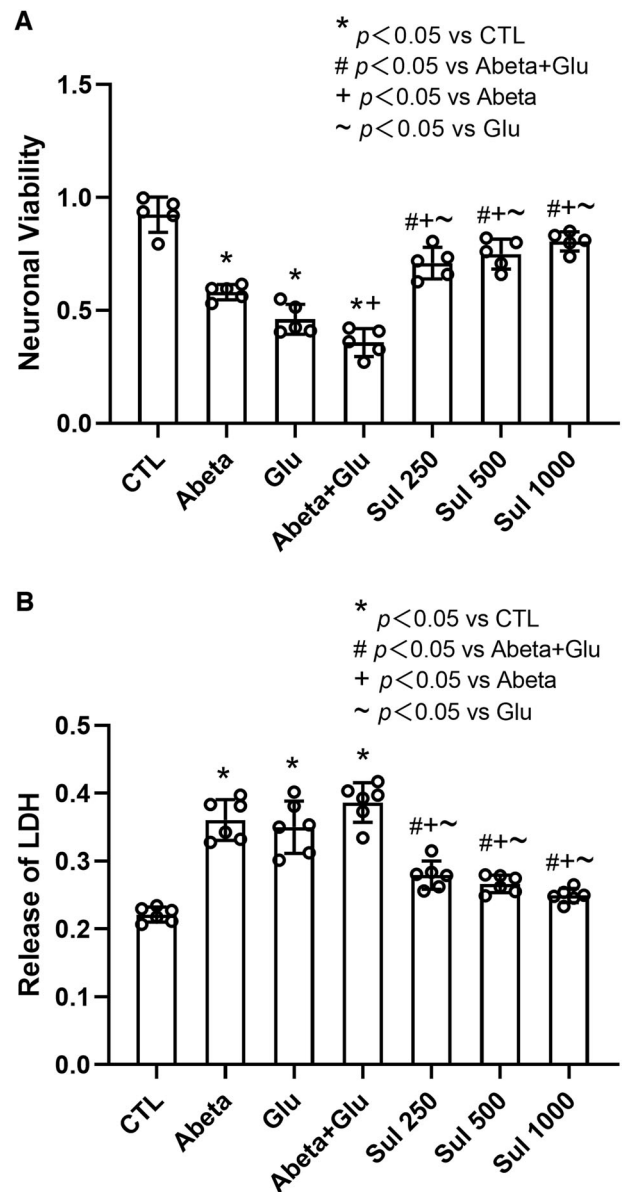 A
* p<0.05 vs CTL
# p<0.05 vs Abeta+Glu
+ p<0.05 vs Abeta
~ p<0.05 vs Glu
Neuronal Viability
1.5
1.0
0.5
0.0
*
*
*+
#+~
#+~
#+~
CTL
Abeta
Glu
Abeta+Glu
Sul 250
Sul 500
Sul 1000
B
* p<0.05 vs CTL
# p<0.05 vs Abeta+Glu
+ p<0.05 vs Abeta
~ p<0.05 vs Glu
Release of LDH
0.5
0.4
0.3
0.2
0.1
0.0
*
*
*
#+~
#+~
#+~
CTL
Abeta
Glu
Abeta+Glu
Sul 250
Sul 500
Sul 1000